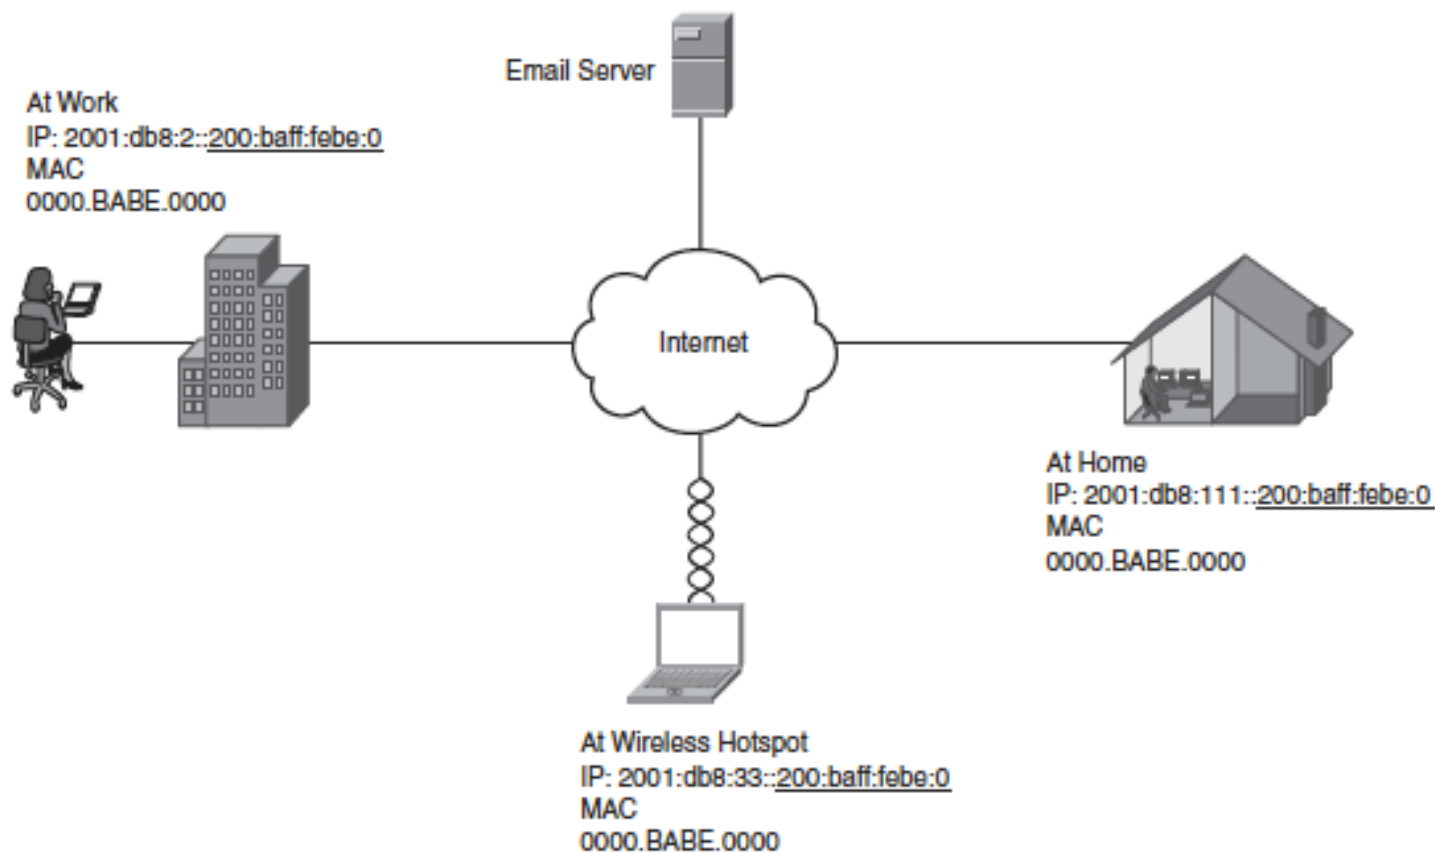 Email Server
At Work
IP: 2001:db8:2::200:baff:febe:0
MAC
0000.BABE.0000
Internet
At Home
IP: 2001:db8:111::200:baff:febe:0
MAC
0000.BABE.0000
At Wireless Hotspot
IP: 2001:db8:33::200:baff:febe:0
MAC
0000.BABE.0000